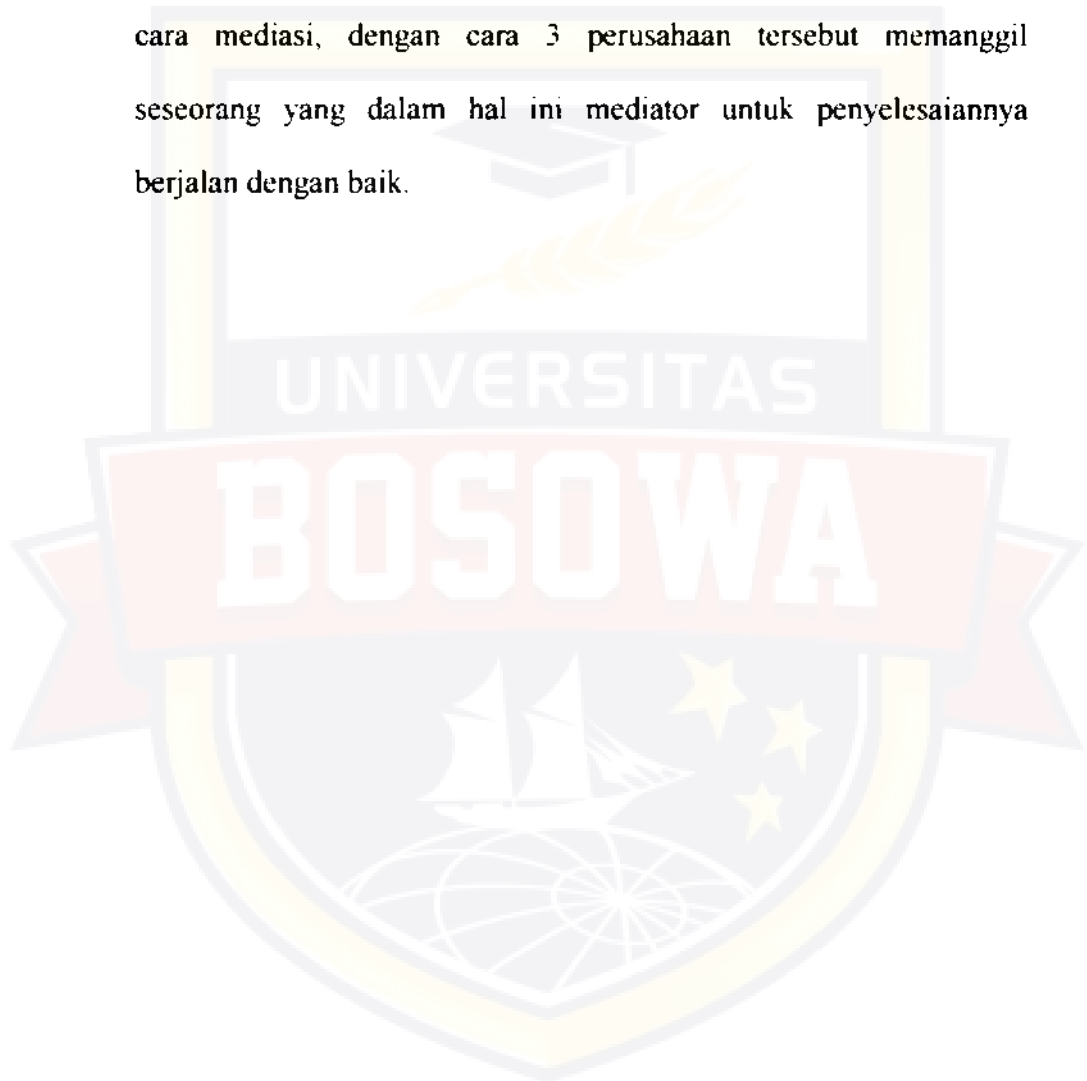 cara mediasi, dengan cara 3 perusahaan tersebut memanggil
seseorang yang dalam hal ini mediator untuk penyelesaiannya
berjalan dengan baik.
UNIVERSITAS
BOSOWA